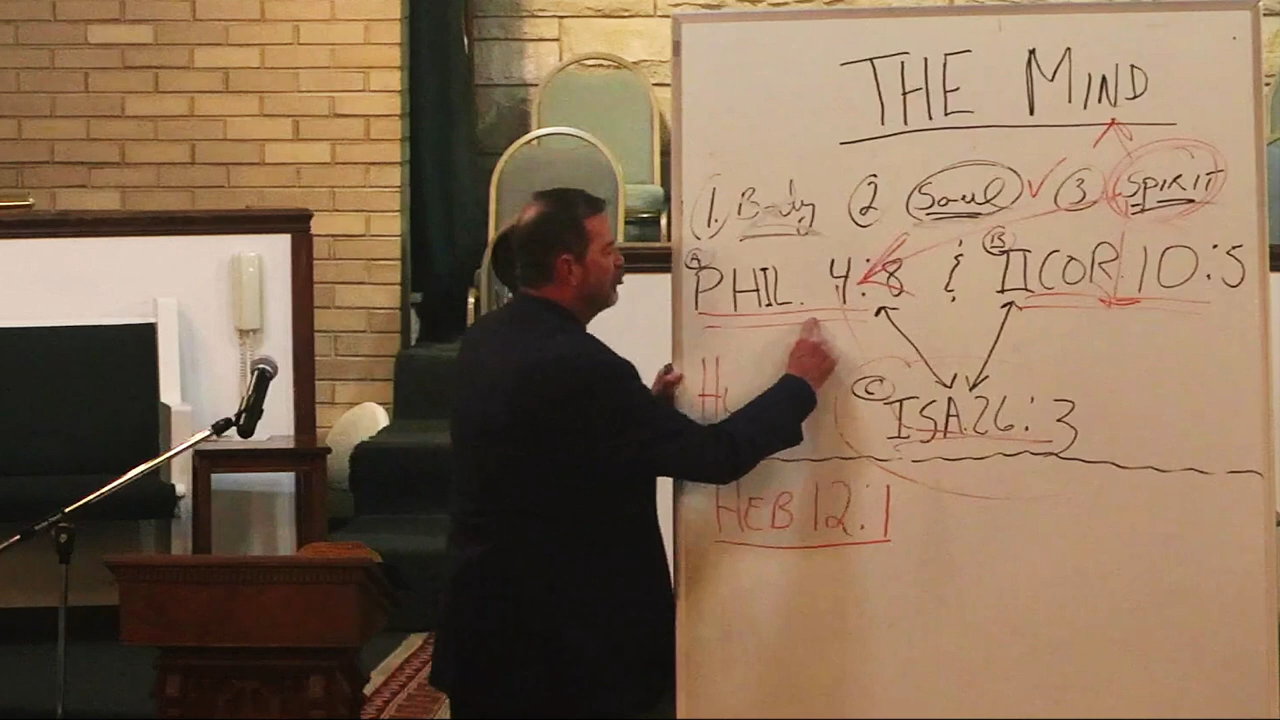 THE MIND
1. Body ② Soul ✓ ③ SPIRIT
Ⓐ PHIL. 4:8 & Ⓑ II COR 10:5
Ⓒ ISA. 26:3
HEB 12:1